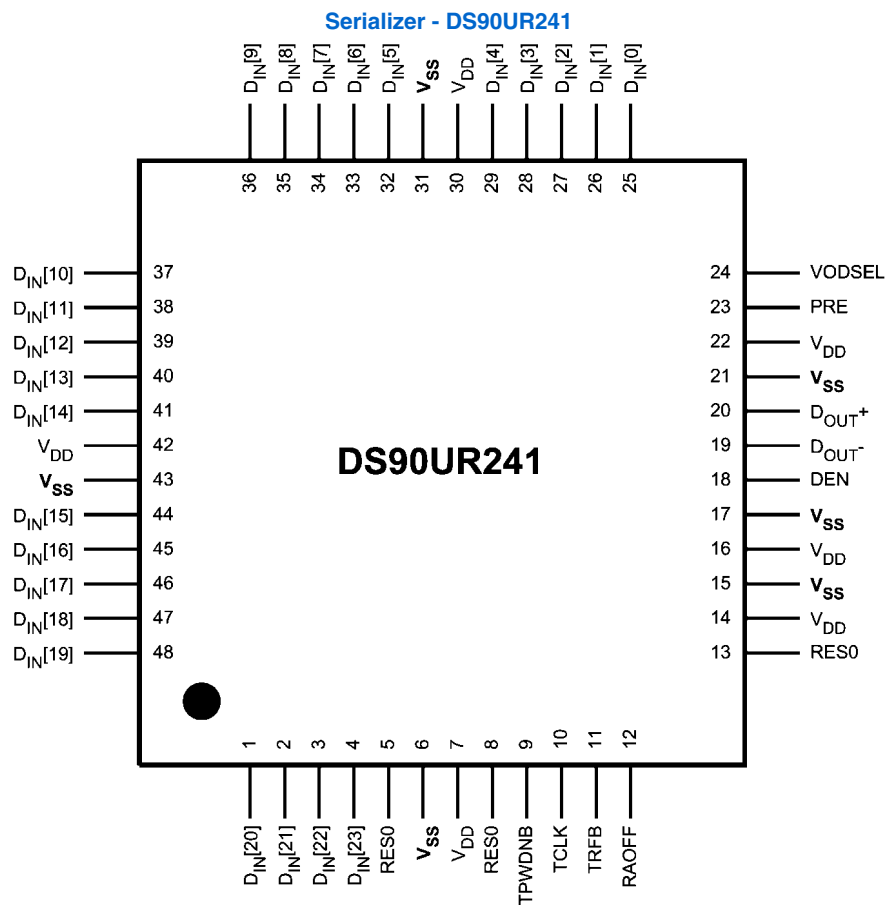 Serializer - DS90UR241
DIN[9] DIN[8] DIN[7] DIN[6] DIN[5] VSS VDD DIN[4] DIN[3] DIN[2] DIN[1] DIN[0]
36 35 34 33 32 31 30 29 28 27 26 25
DIN[10] 37 24 VODSEL
DIN[11] 38 23 PRE
DIN[12] 39 22 VDD
DIN[13] 40 21 VSS
DIN[14] 41 20 DOUT+
VDD 42 19 DOUT-
VSS 43 18 DEN
DIN[15] 44 17 VSS
DIN[16] 45 16 VDD
DIN[17] 46 15 VSS
DIN[18] 47 14 VDD
DIN[19] 48 13 RES0
DS90UR241
1 2 3 4 5 6 7 8 9 10 11 12
DIN[20] DIN[21] DIN[22] DIN[23] RES0 VSS VDD RES0 TPWDNB TCLK TRFB RAOFF